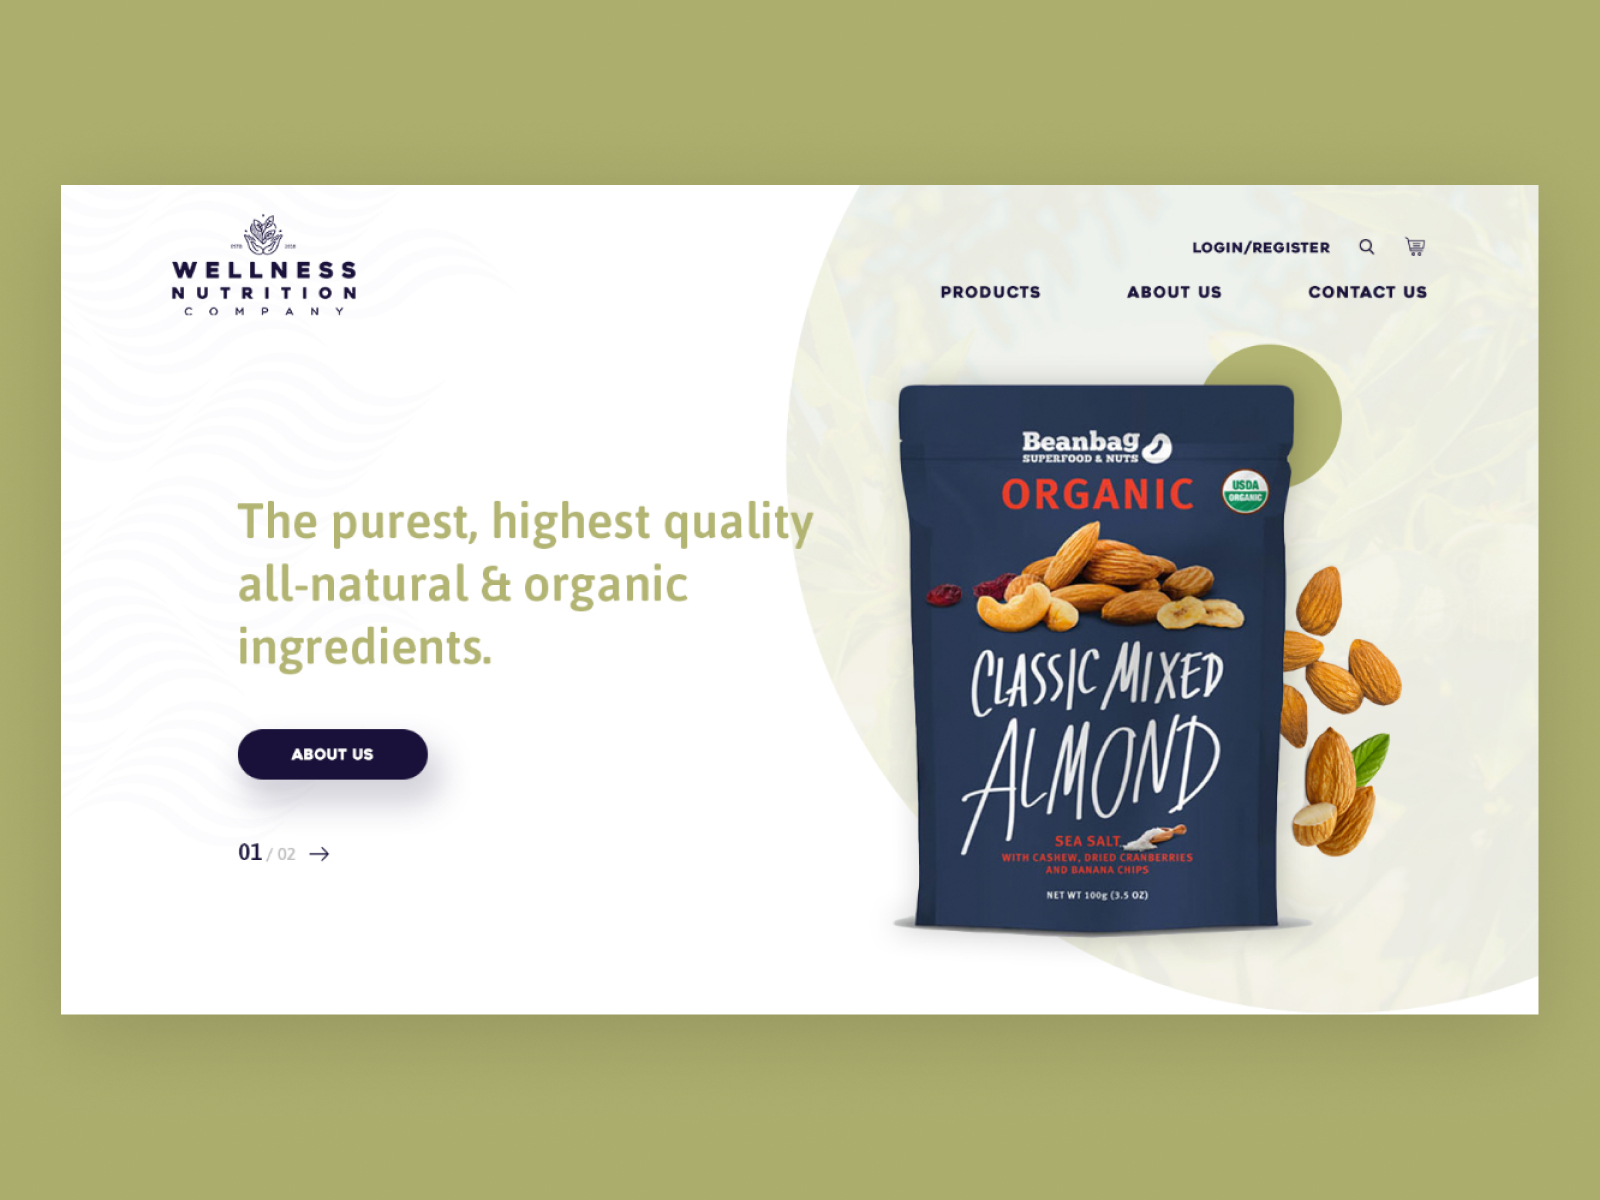 ESTD. 2018
WELLNESS
NUTRITION
COMPANY
LOGIN/REGISTER
PRODUCTS
ABOUT US
CONTACT US
The purest, highest quality
all-natural & organic
ingredients.
ABOUT US
01 / 02
Beanbag
SUPERFOOD & NUTS
ORGANIC
USDA
ORGANIC
CLASSIC MIXED
ALMOND
SEA SALT
WITH CASHEW, DRIED CRANBERRIES
AND BANANA CHIPS
NET WT 100g (3.5 OZ)